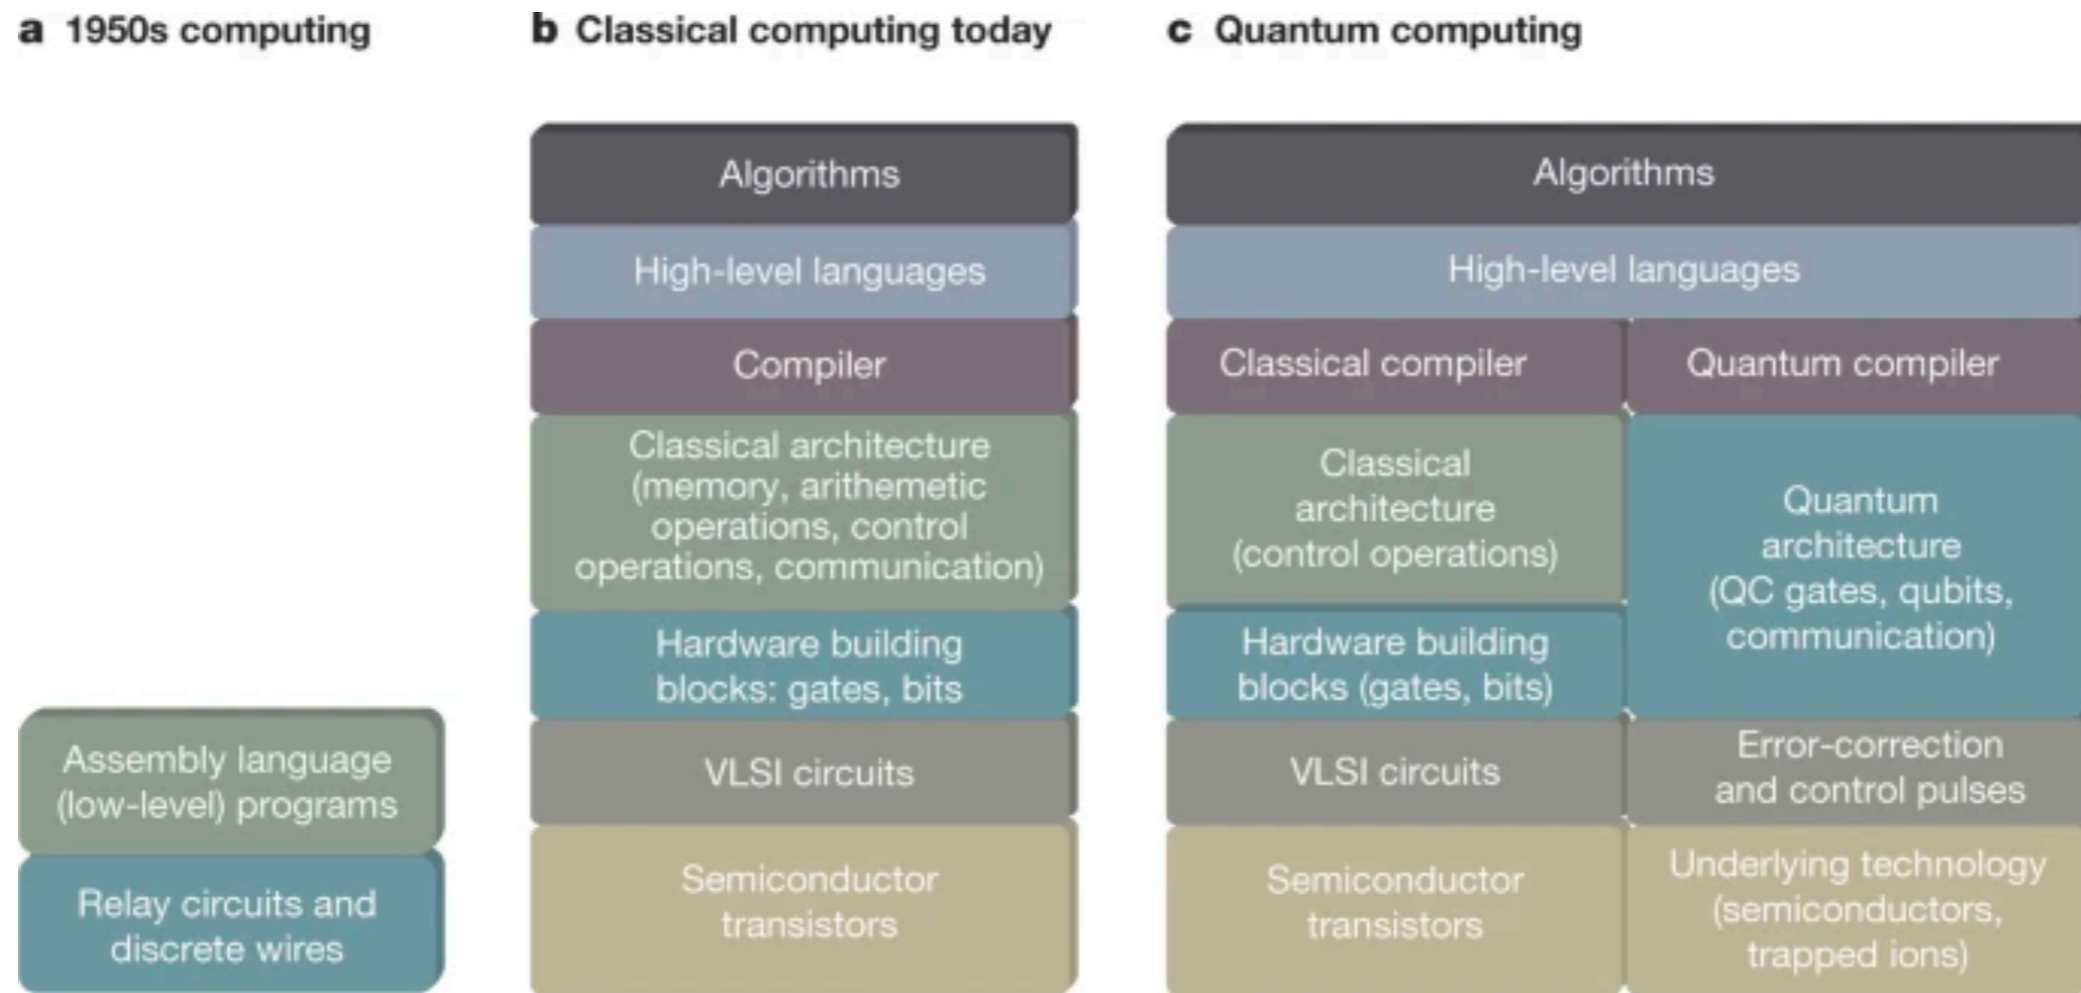 a 1950s computing
Assembly language
(low-level) programs
Relay circuits and
discrete wires
b Classical computing today
Algorithms
High-level languages
Compiler
Classical architecture
(memory, arithemetic
operations, control
operations, communication)
Hardware building
blocks: gates, bits
VLSI circuits
Semiconductor
transistors
c Quantum computing
Algorithms
High-level languages
Classical compiler
Classical
architecture
(control operations)
Hardware building
blocks (gates, bits)
VLSI circuits
Semiconductor
transistors
Quantum compiler
Quantum
architecture
(QC gates, qubits,
communication)
Error-correction
and control pulses
Underlying technology
(semiconductors,
trapped ions)